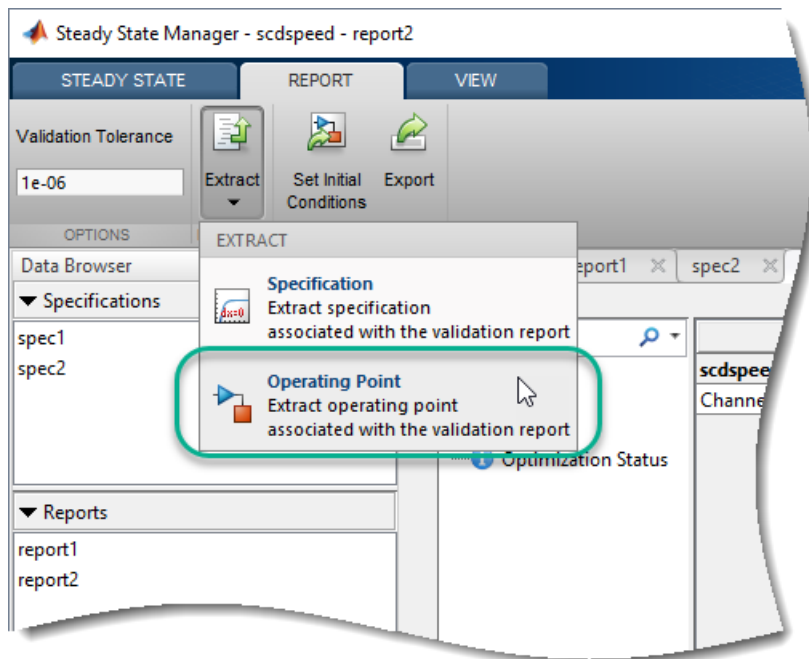 Steady State Manager - scdspeed - report2
STEADY STATE
REPORT
VIEW
Validation Tolerance
1e-06
Extract
Set Initial
Conditions
Export
OPTIONS
EXTRACT
Specification
Extract specification
associated with the validation report
Operating Point
Extract operating point
associated with the validation report
Data Browser
Specifications
spec1
spec2
Reports
report1
report2
eport1
spec2
scdspee
Channe
Optimization Status